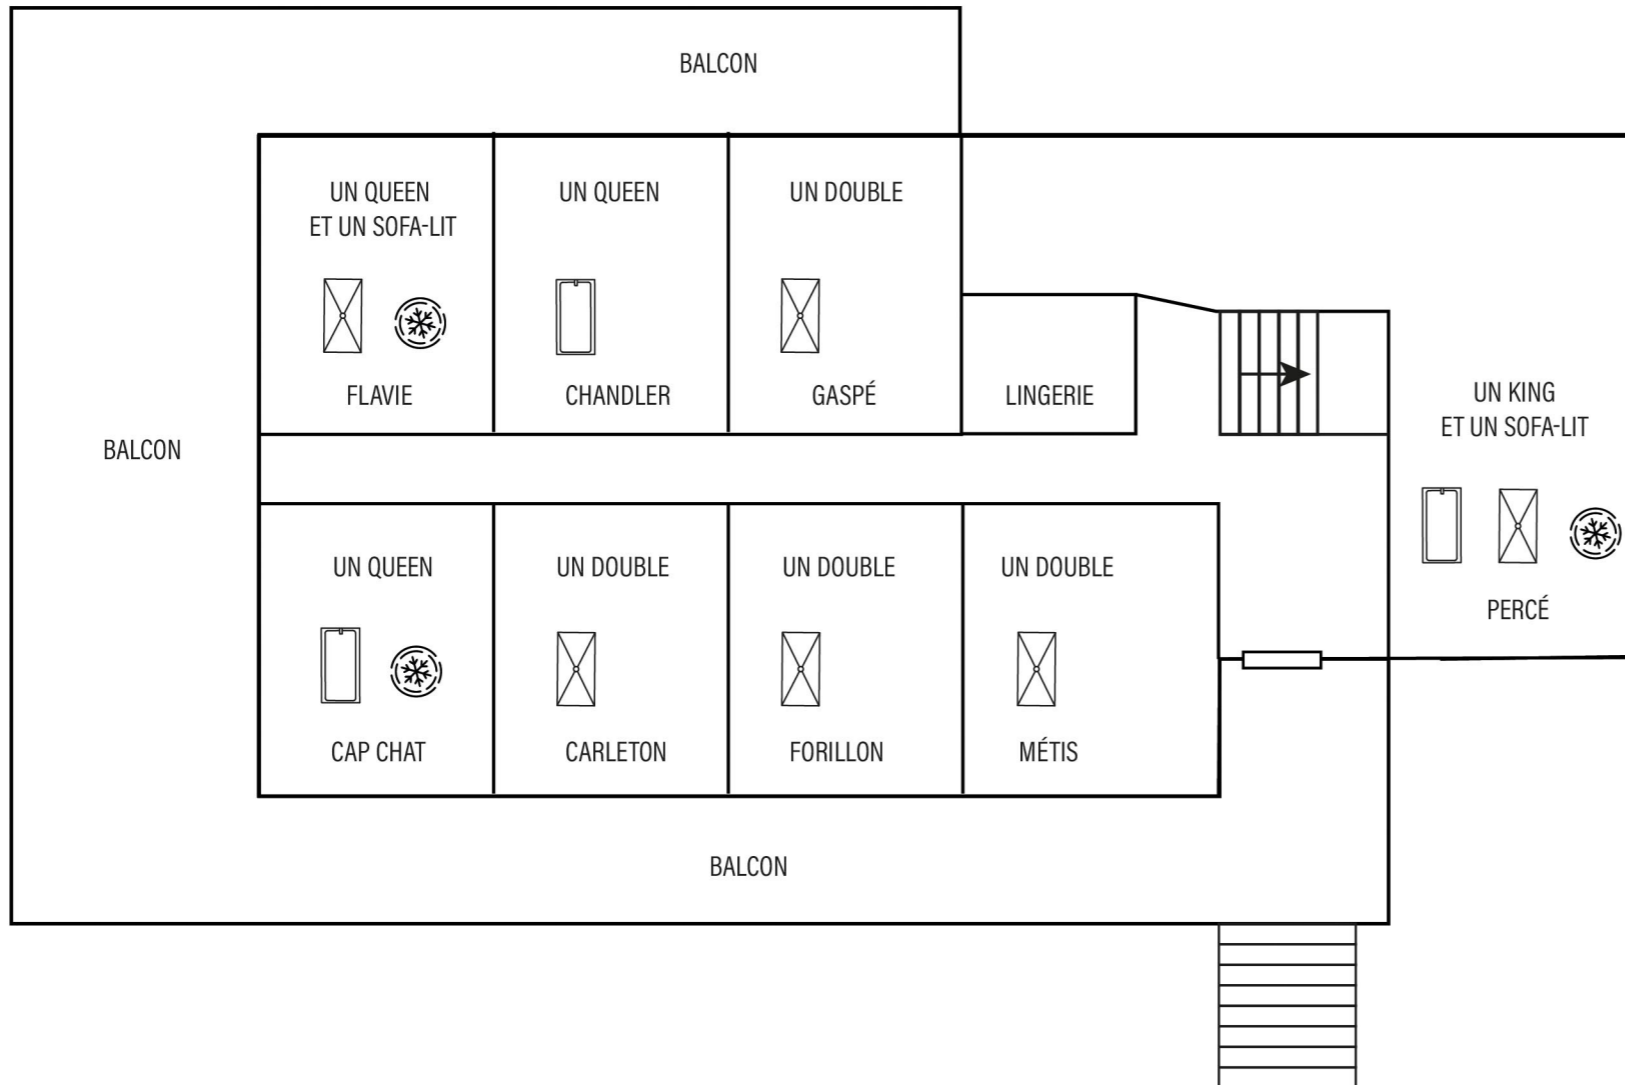 BALCON
UN QUEEN
ET UN SOFA-LIT
FLAVIE
UN QUEEN
CHANDLER
UN DOUBLE
GASPÉ
LINGERIE
UN KING
ET UN SOFA-LIT
PERCÉ
BALCON
UN QUEEN
CAP CHAT
UN DOUBLE
CARLETON
UN DOUBLE
FORILLON
UN DOUBLE
MÉTIS
BALCON